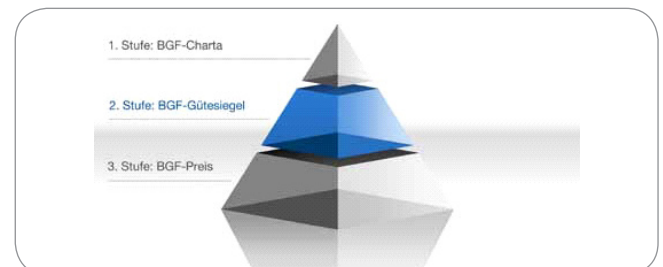 1. Stufe: BGF-Charta
2. Stufe: BGF-Gütesiegel
3. Stufe: BGF-Preis